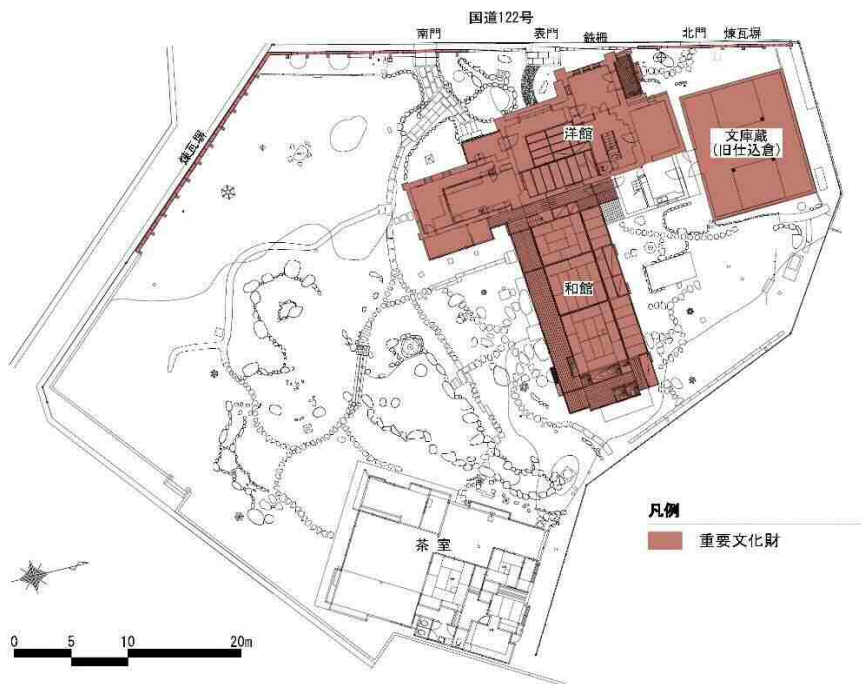 国道122号
南門
表門
鉄柵
北門
煉瓦塀
煉瓦塀
洋館
文庫蔵
(旧仕込倉)
和館
茶室
凡例
重要文化財
0 5 10 20m